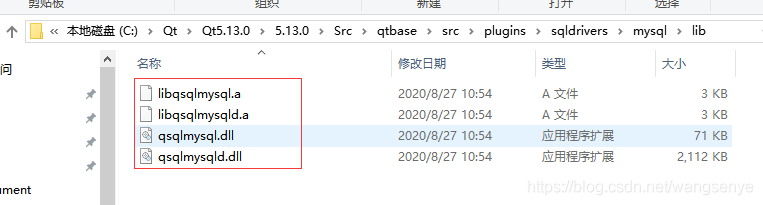 剪贴板 组织 新建 打开 选择
« 本地磁盘 (C:) > Qt > Qt5.13.0 > 5.13.0 > Src > qtbase > src > plugins > sqldrivers > mysql > lib
名称 修改日期 类型 大小
问
libqsqlmysql.a 2020/8/27 10:54 A 文件 3 KB
libqsqlmysqld.a 2020/8/27 10:54 A 文件 3 KB
qsqlmysql.dll 2020/8/27 10:54 应用程序扩展 71 KB
qsqlmysqld.dll 2020/8/27 10:54 应用程序扩展 2,112 KB
ument
https://blog.csdn.net/wangsenye